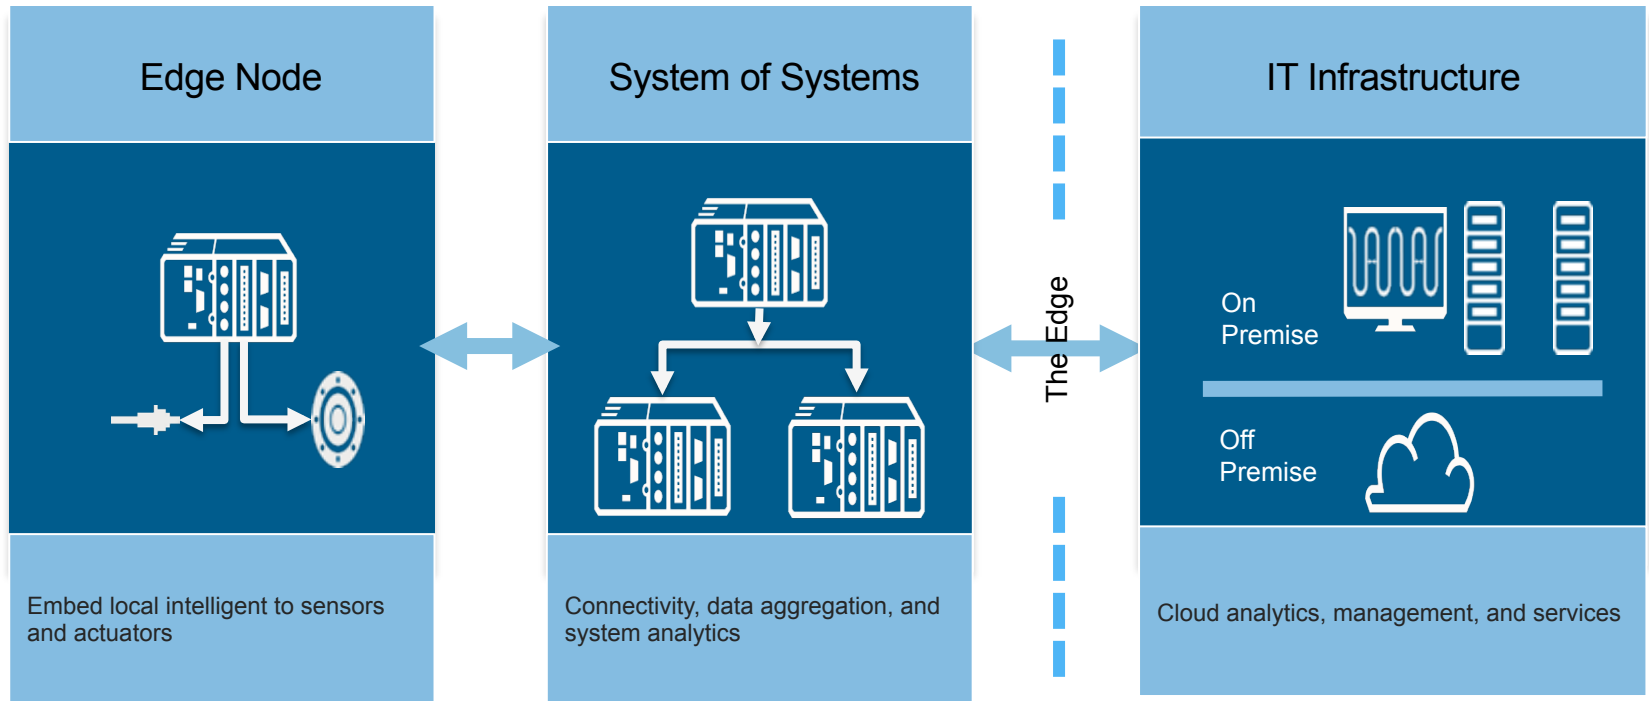 Edge Node
Embed local intelligent to sensors
and actuators
System of Systems
Connectivity, data aggregation, and
system analytics
The Edge
IT Infrastructure
On
Premise
Off
Premise
Cloud analytics, management, and services